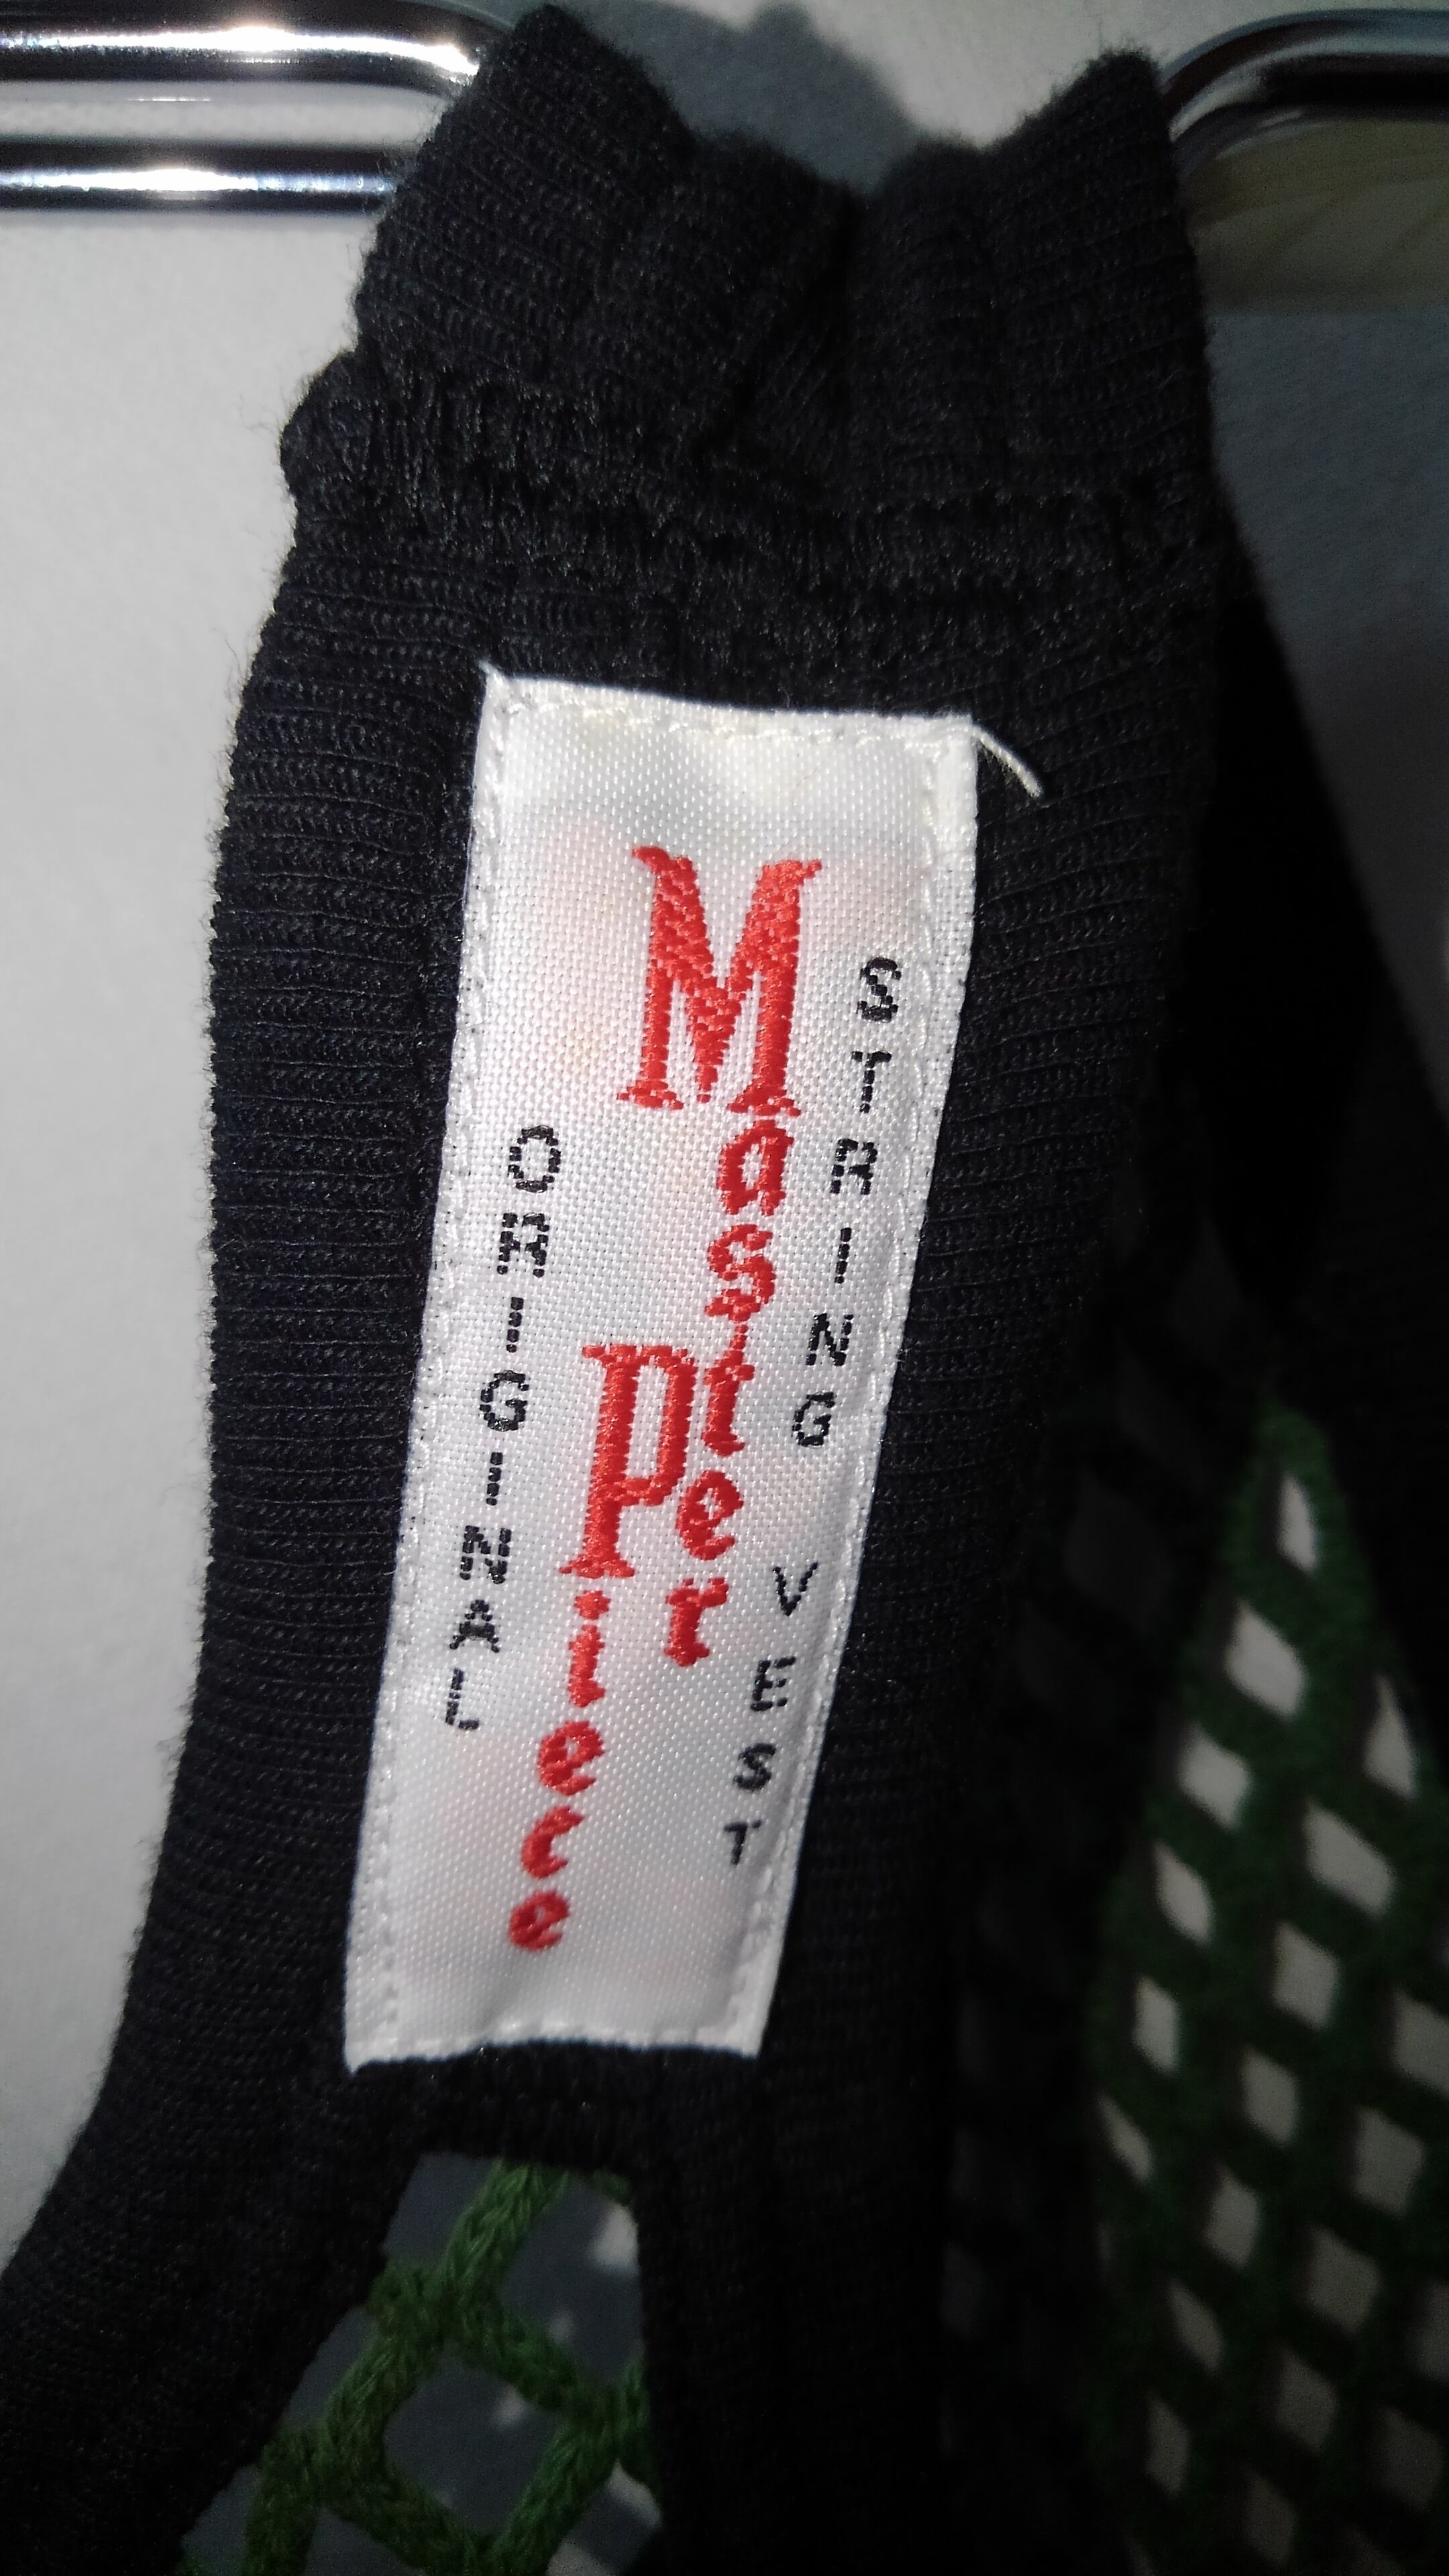 ORIGINAL
Master
Piece
STRING
VEST